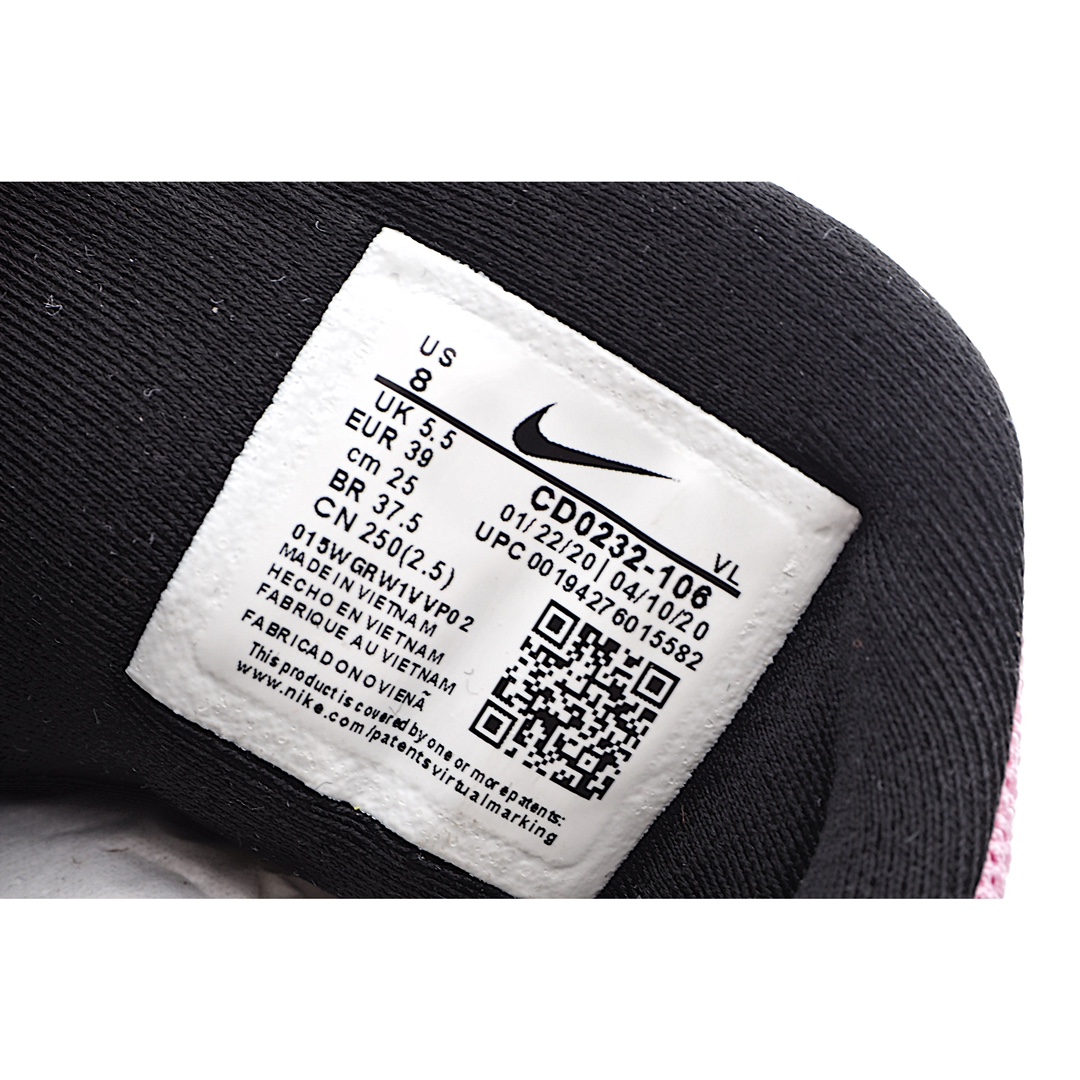 US
8
UK 5.5
EUR 39
cm 25
BR 37.5
CN 250(2.5)
VL
CD0232-106
01/22/20 | 04/10/20
UPC 00194276015582
015WGRW1VVP02
MADE IN VIETNAM
HECHO EN VIETNAM
FABRIQUE AU VIETNAM
FABRICADO NO VIENÃ
This product is covered by one or more patents:
www.nike.com/patentsvirtualmarking